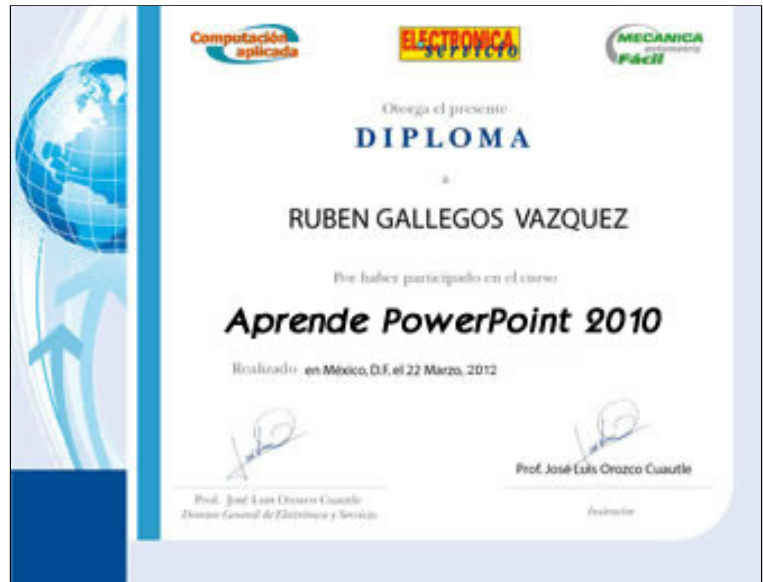 Computación
aplicada
ELECTRONICA
y servicio
MECANICA
automotriz
Fácil
Otorga el presente
DIPLOMA
a
RUBEN GALLEGOS VAZQUEZ
Por haber participado en el curso
Aprende PowerPoint 2010
Realizado en México, D.F. el 22 Marzo, 2012
Prof. José Luis Orozco Cuautle
Prof. José Luis Orozco Cuautle
Director General de Electrónica y Servicio
Instructor